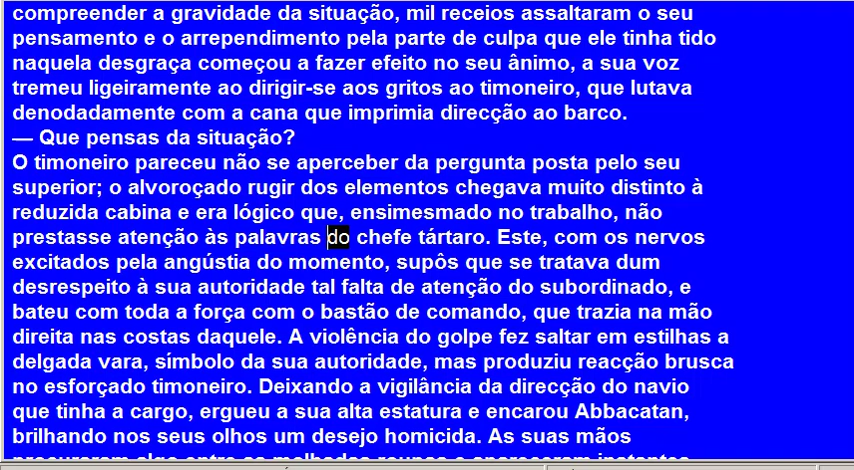 compreender a gravidade da situação, mil receios assaltaram o seu
pensamento e o arrependimento pela parte de culpa que ele tinha tido
naquela desgraça começou a fazer efeito no seu ânimo, a sua voz
tremeu ligeiramente ao dirigir-se aos gritos ao timoneiro, que lutava
denodadamente com a cana que imprimia direcção ao barco.
— Que pensas da situação?
O timoneiro pareceu não se aperceber da pergunta posta pelo seu
superior; o alvoroçado rugir dos elementos chegava muito distinto à
reduzida cabina e era lógico que, ensimesmado no trabalho, não
prestasse atenção às palavras do chefe tártaro. Este, com os nervos
excitados pela angústia do momento, supôs que se tratava dum
desrespeito à sua autoridade tal falta de atenção do subordinado, e
bateu com toda a força com o bastão de comando, que trazia na mão
direita nas costas daquele. A violência do golpe fez saltar em estilhas a
delgada vara, símbolo da sua autoridade, mas produziu reacção brusca
no esforçado timoneiro. Deixando a vigilância da direcção do navio
que tinha a cargo, ergueu a sua alta estatura e encarou Abbacatan,
brilhando nos seus olhos um desejo homicida. As suas mãos
procuraram algo entre as molhadas roupas e apareceram instantes